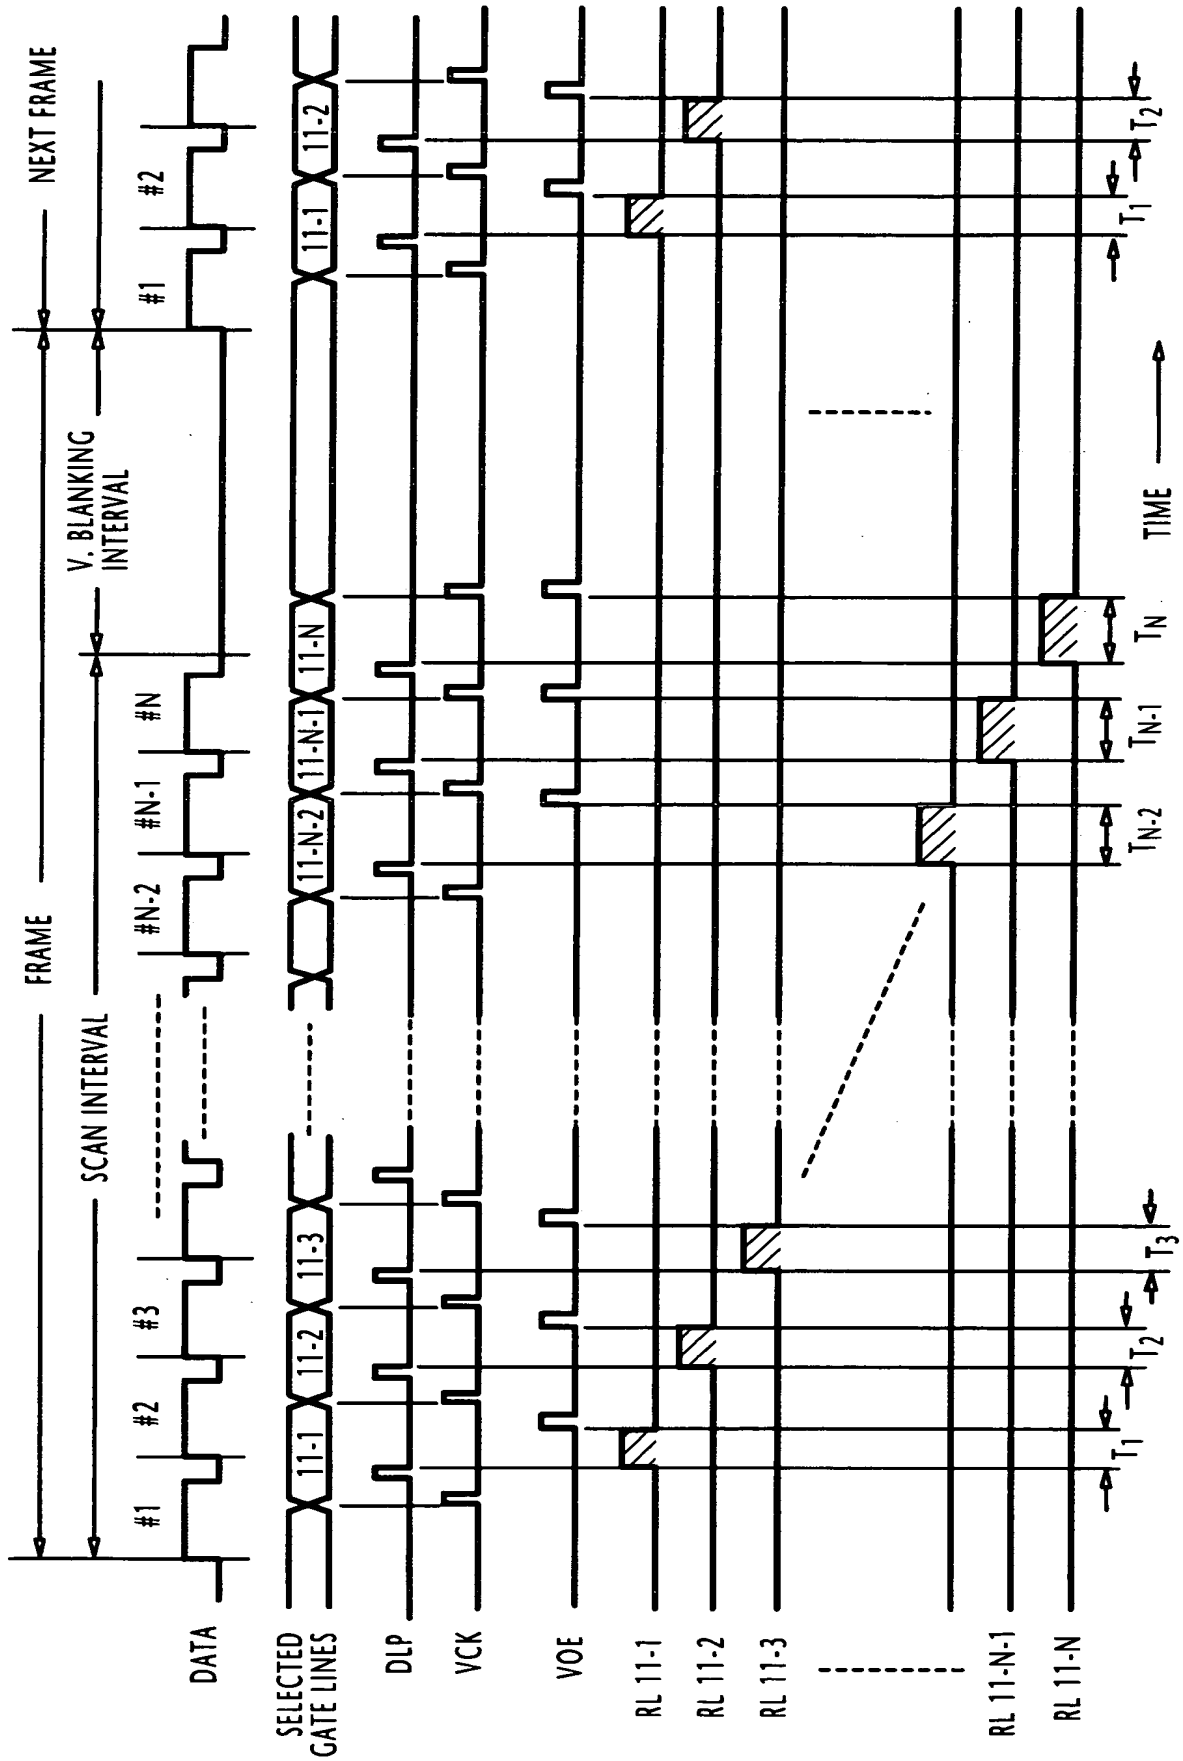 FRAME
NEXT FRAME
SCAN INTERVAL
V. BLANKING
INTERVAL
#1
#2
#3
#N-2
#N-1
#N
#1
#2
DATA
SELECTED
GATE LINES
11-1
11-2
11-3
11-N-2
11-N-1
11-N
11-1
11-2
DLP
VCK
VOE
RL 11-1
RL 11-2
RL 11-3
RL 11-N-1
RL 11-N
T1
T2
T3
TN-2
TN-1
TN
T1
T2
TIME